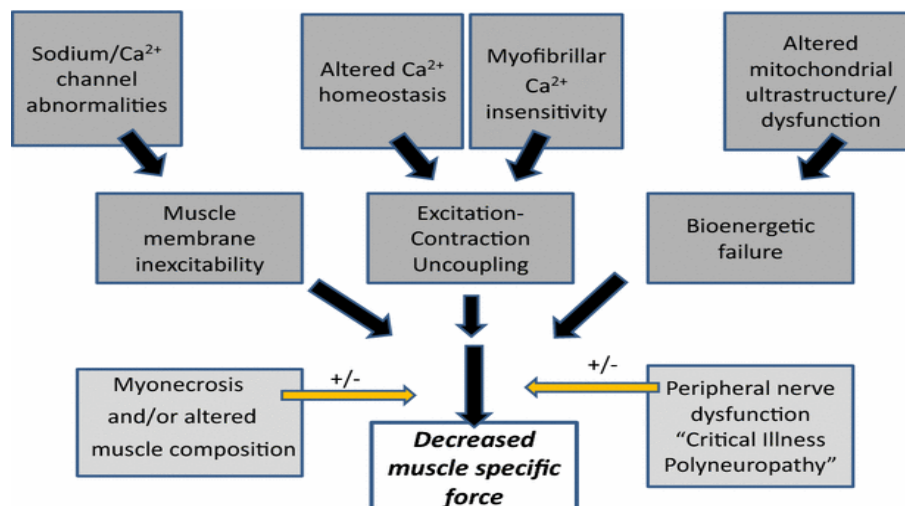 Sodium/Ca²⁺
channel
abnormalities
Altered Ca²⁺
homeostasis
Myofibrillar
Ca²⁺
insensitivity
Altered
mitochondrial
ultrastructure/
dysfunction
Muscle
membrane
inexcitability
Excitation-
Contraction
Uncoupling
Bioenergetic
failure
Myonecrosis
and/or altered
muscle composition
+/-
+/-
Peripheral nerve
dysfunction
“Critical Illness
Polyneuropathy”
Decreased
muscle specific
force